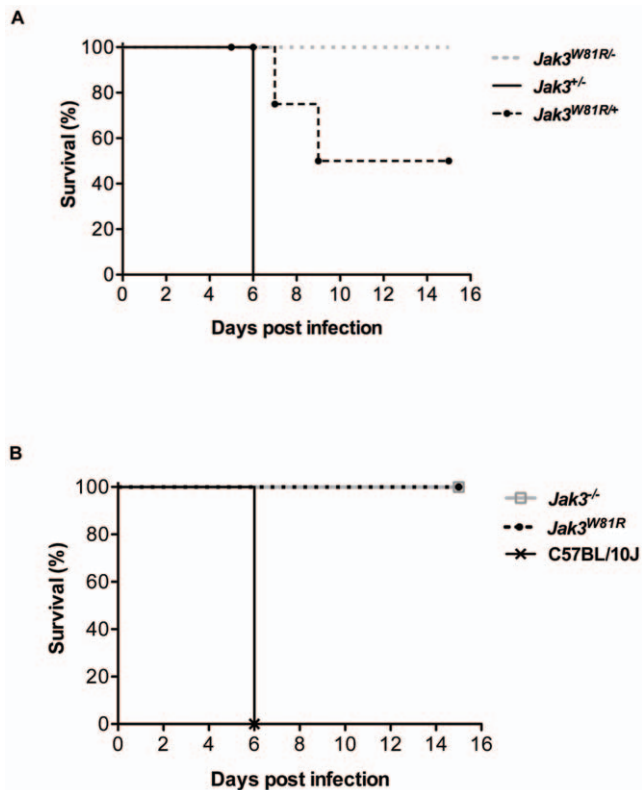 A
100
80
60
40
20
0
Survival (%)
0 2 4 6 8 10 12 14 16
Days post infection
Jak3W81R/-
Jak3+/-
Jak3W81R/+
B
100
80
60
40
20
0
Survival (%)
0 2 4 6 8 10 12 14 16
Days post infection
Jak3-/-
Jak3W81R
C57BL/10J